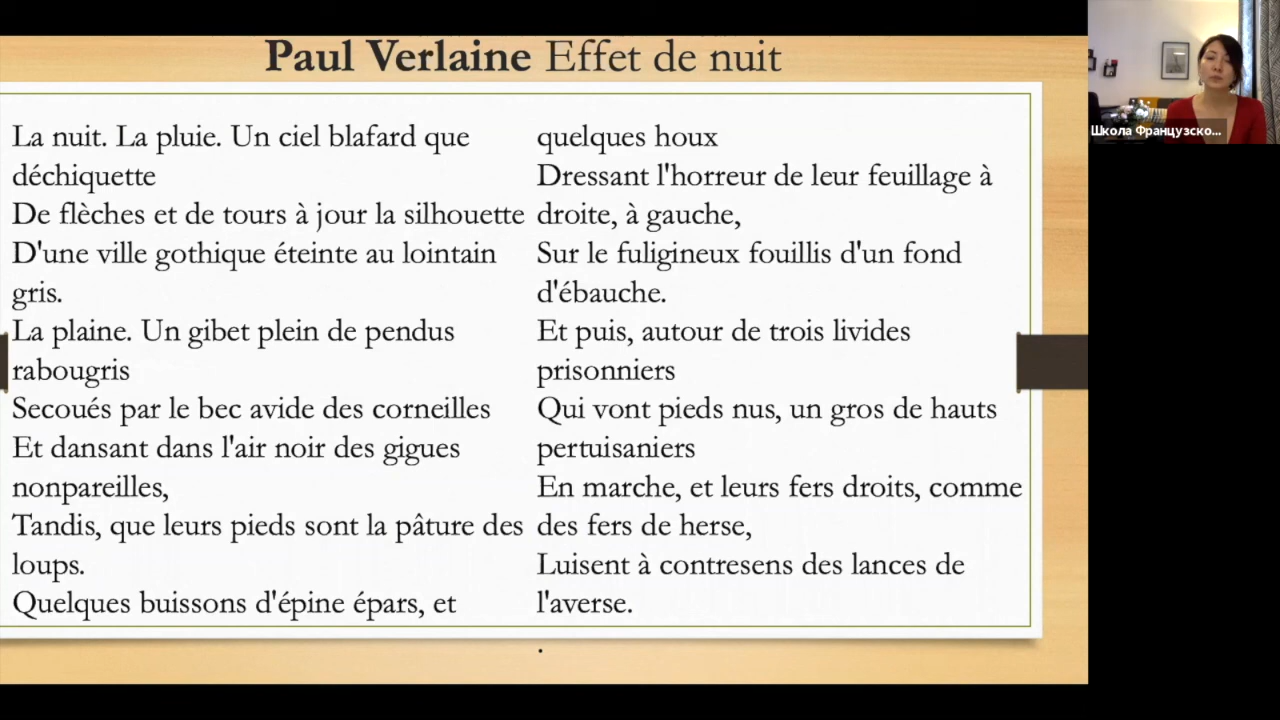 Paul Verlaine Effet de nuit
La nuit. La pluie. Un ciel blafard que
déchiquette
De flèches et de tours à jour la silhouette
D'une ville gothique éteinte au lointain
gris.
La plaine. Un gibet plein de pendus
rabougris
Secoués par le bec avide des corneilles
Et dansant dans l'air noir des gigues
nonpareilles,
Tandis, que leurs pieds sont la pâture des
loups.
Quelques buissons d'épine épars, et
quelques houx
Dressant l'horreur de leur feuillage à
droite, à gauche,
Sur le fuligineux fouillis d'un fond
d'ébauche.
Et puis, autour de trois livides
prisonniers
Qui vont pieds nus, un gros de hauts
pertuisaniers
En marche, et leurs fers droits, comme
des fers de herse,
Luisent à contresens des lances de
l'averse.
.
Школа Французско...